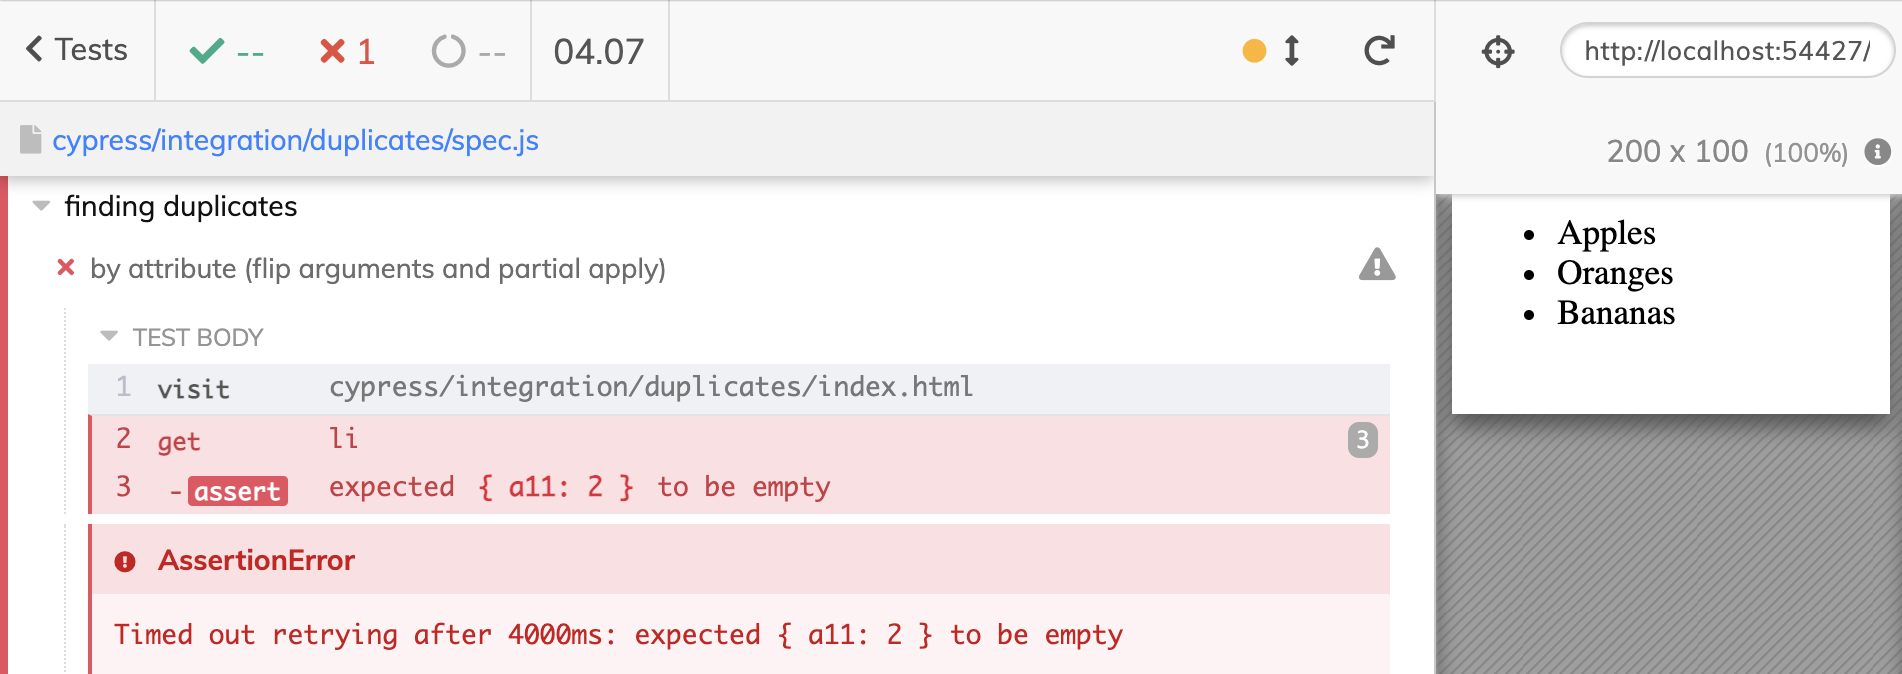 Tests -- 1 -- 04.07 http://localhost:54427/
cypress/integration/duplicates/spec.js
200 x 100 (100%)
finding duplicates
by attribute (flip arguments and partial apply)
TEST BODY
1 visit cypress/integration/duplicates/index.html
2 get li 3
3 -assert expected { a11: 2 } to be empty
AssertionError
Timed out retrying after 4000ms: expected { a11: 2 } to be empty
Apples
Oranges
Bananas